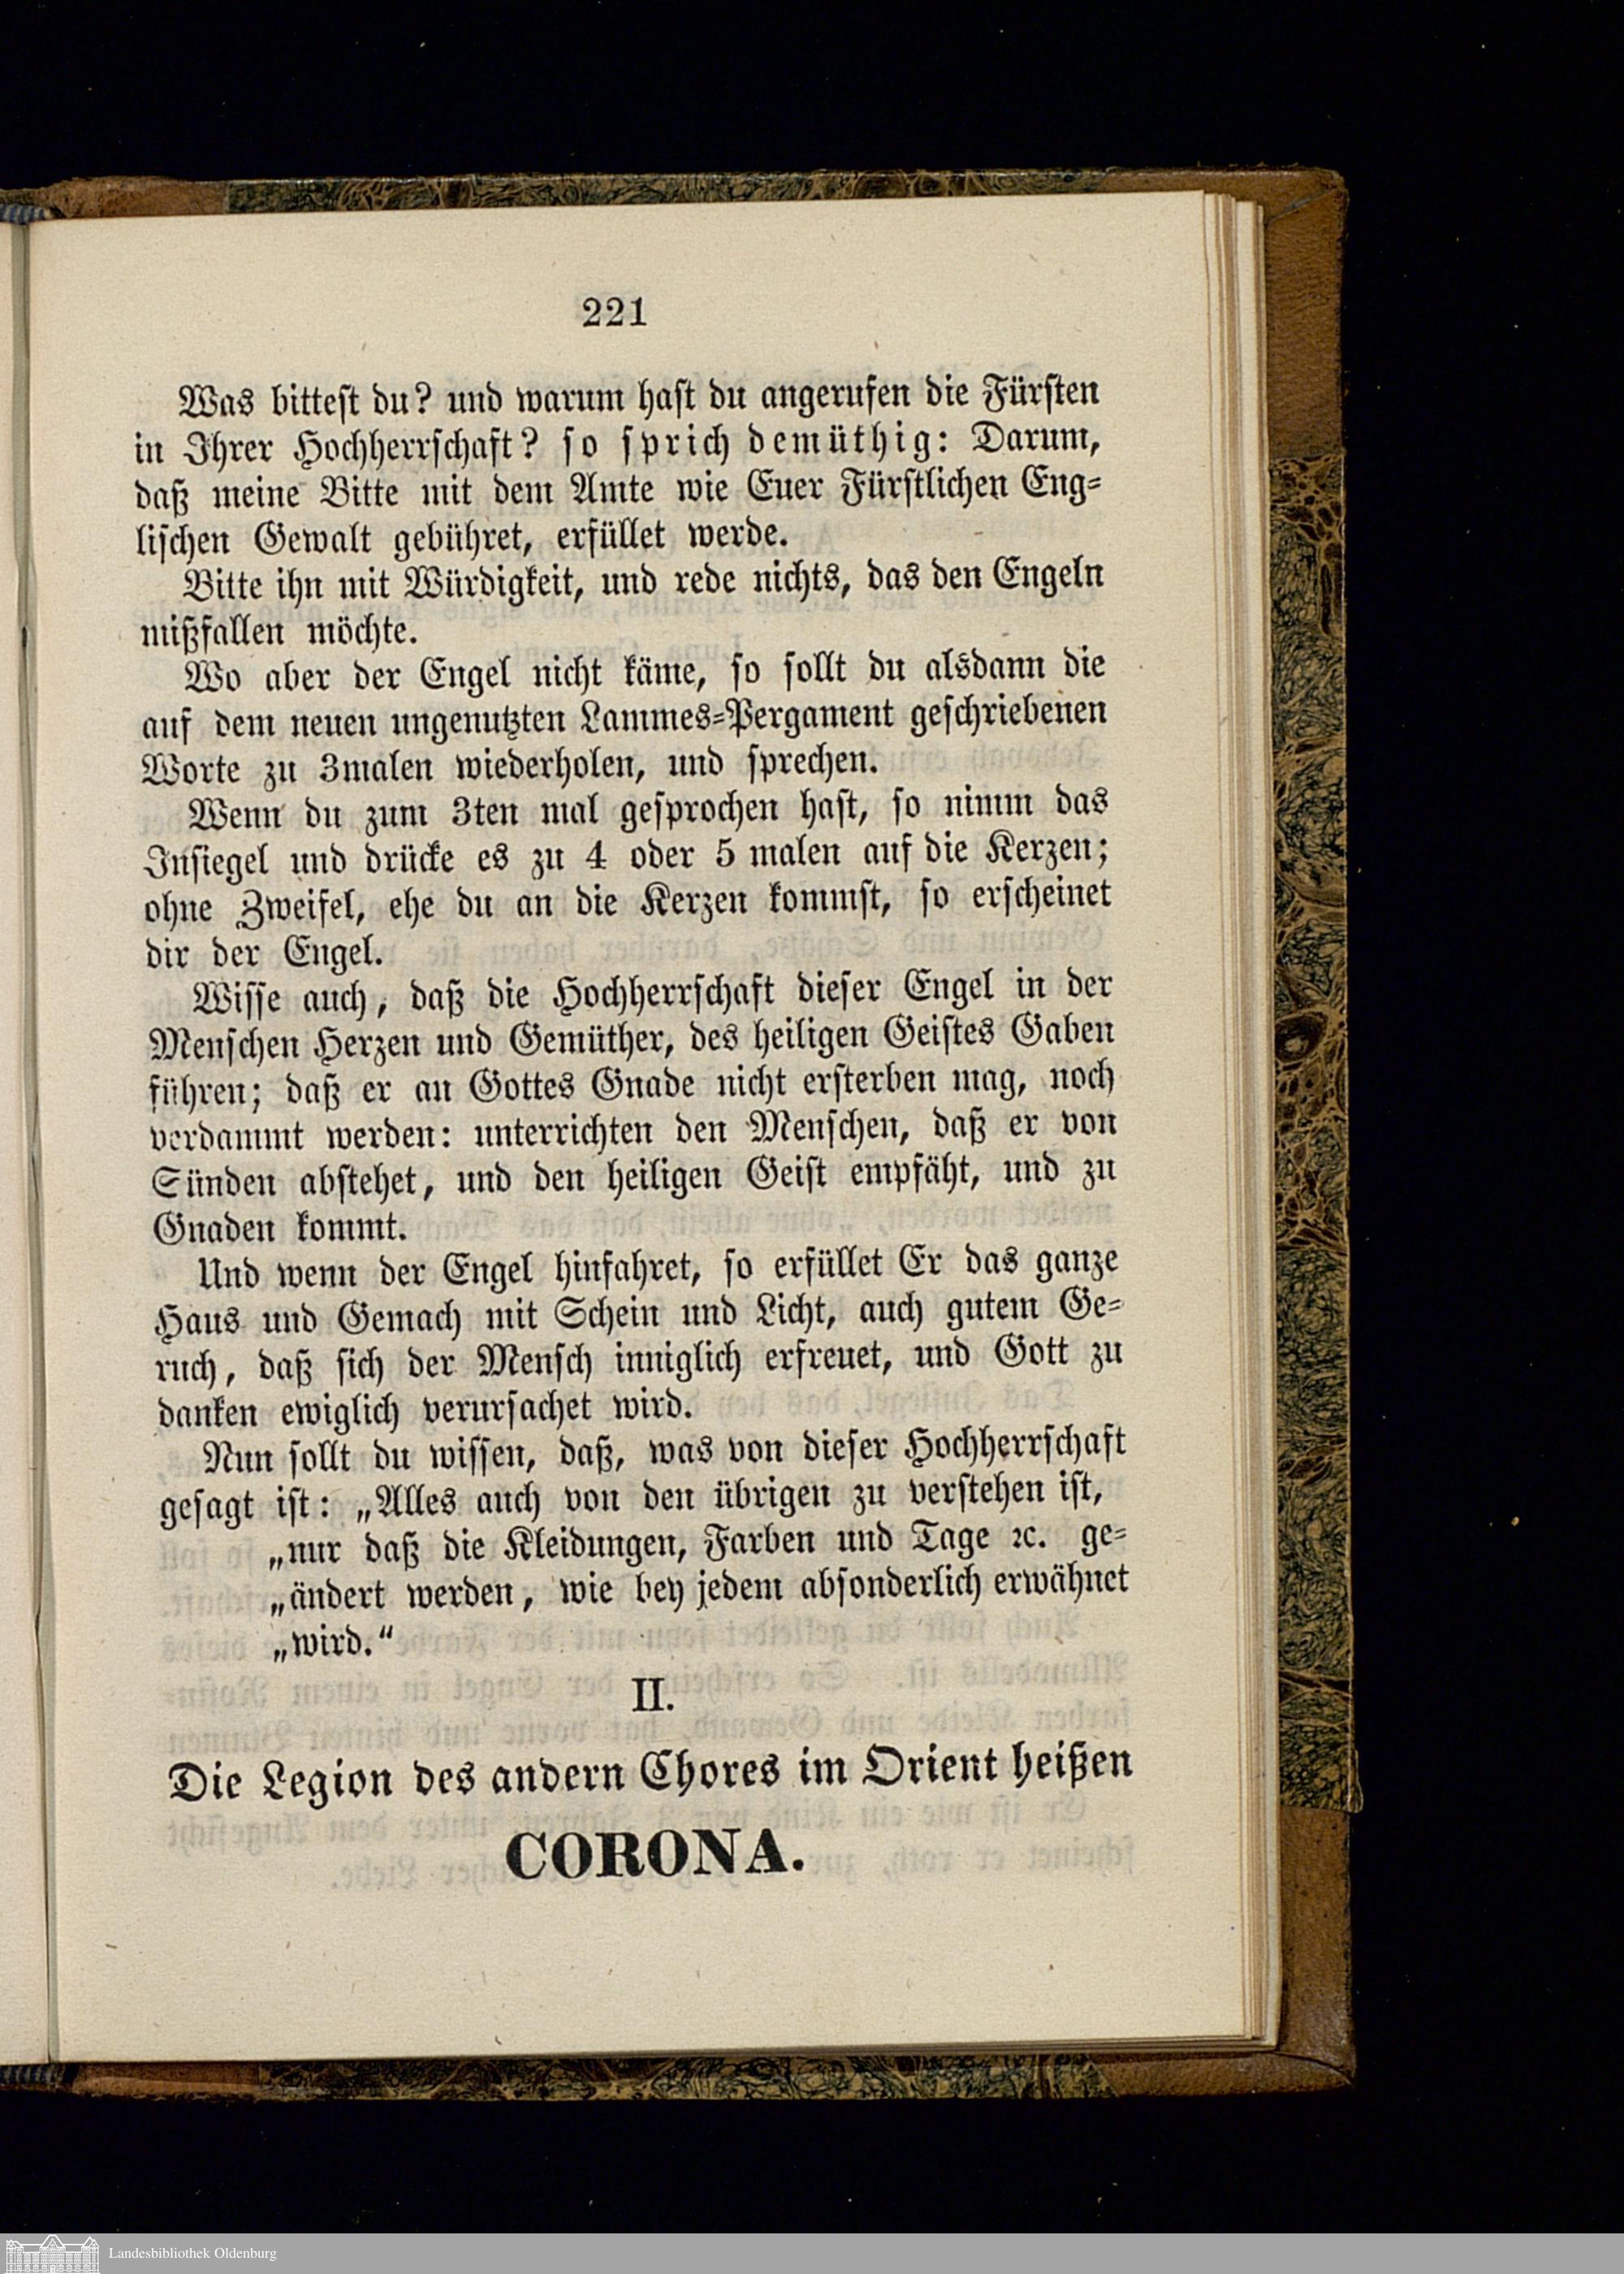 221
Was bittest du? und warum hast du angerufen die Fürsten
in Ihrer Hochherrschaft? so sprich demüthig: Darum,
daß meine Bitte mit dem Amte wie Euer Fürstlichen Eng-
lischen Gewalt gebühret, erfüllet werde.
Bitte ihn mit Würdigkeit, und rede nichts, das den Engeln
mißfallen möchte.
Wo aber der Engel nicht käme, so sollt du alsdann die
auf dem neuen ungenutzten Lammes-Pergament geschriebenen
Worte zu 3malen wiederholen, und sprechen.
Wenn du zum 3ten mal gesprochen hast, so nimm das
Insiegel und drücke es zu 4 oder 5 malen auf die Kerzen;
ohne Zweifel, ehe du an die Kerzen kommst, so erscheinet
dir der Engel.
Wisse auch, daß die Hochherrschaft dieser Engel in der
Menschen Herzen und Gemüther, des heiligen Geistes Gaben
führen; daß er an Gottes Gnade nicht ersterben mag, noch
verdammt werden: unterrichten den Menschen, daß er von
Sünden abstehet, und den heiligen Geist empfäht, und zu
Gnaden kommt.
Und wenn der Engel hinfahret, so erfüllet Er das ganze
Haus und Gemach mit Schein und Licht, auch gutem Ge-
ruch, daß sich der Mensch inniglich erfreuet, und Gott zu
danken ewiglich verursachet wird.
Nun sollt du wissen, daß, was von dieser Hochherrschaft
gesagt ist: „Alles auch von den übrigen zu verstehen ist,
„nur daß die Kleidungen, Farben und Tage ꝛc. ge-
„ändert werden, wie bey jedem absonderlich erwähnet
„wird.“
II.
Die Legion des andern Chores im Orient heißen
CORONA.
Landesbibliothek Oldenburg